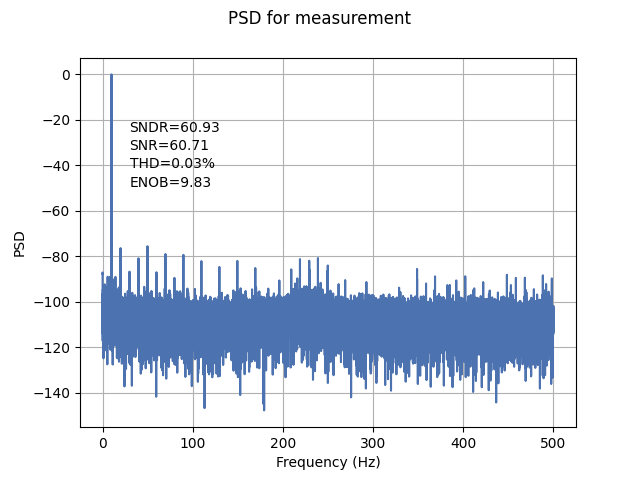 PSD for measurement
0
−20
−40
−60
−80
−100
−120
−140
PSD
SNDR=60.93
SNR=60.71
THD=0.03%
ENOB=9.83
0
100
200
300
400
500
Frequency (Hz)